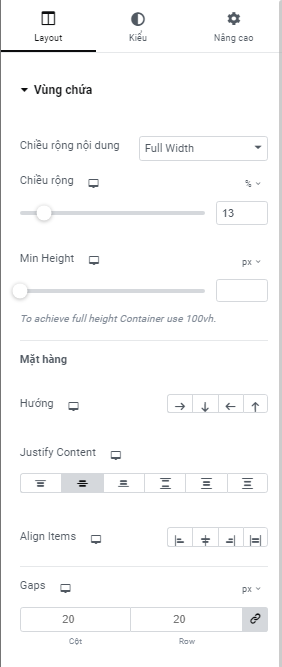 Layout
Kiểu
Nâng cao
Vùng chứa
Chiều rộng nội dung
Full Width
Chiều rộng
%
13
Min Height
px
To achieve full height Container use 100vh.
Mặt hàng
Hướng
Justify Content
Align Items
Gaps
px
20
20
Cột
Row